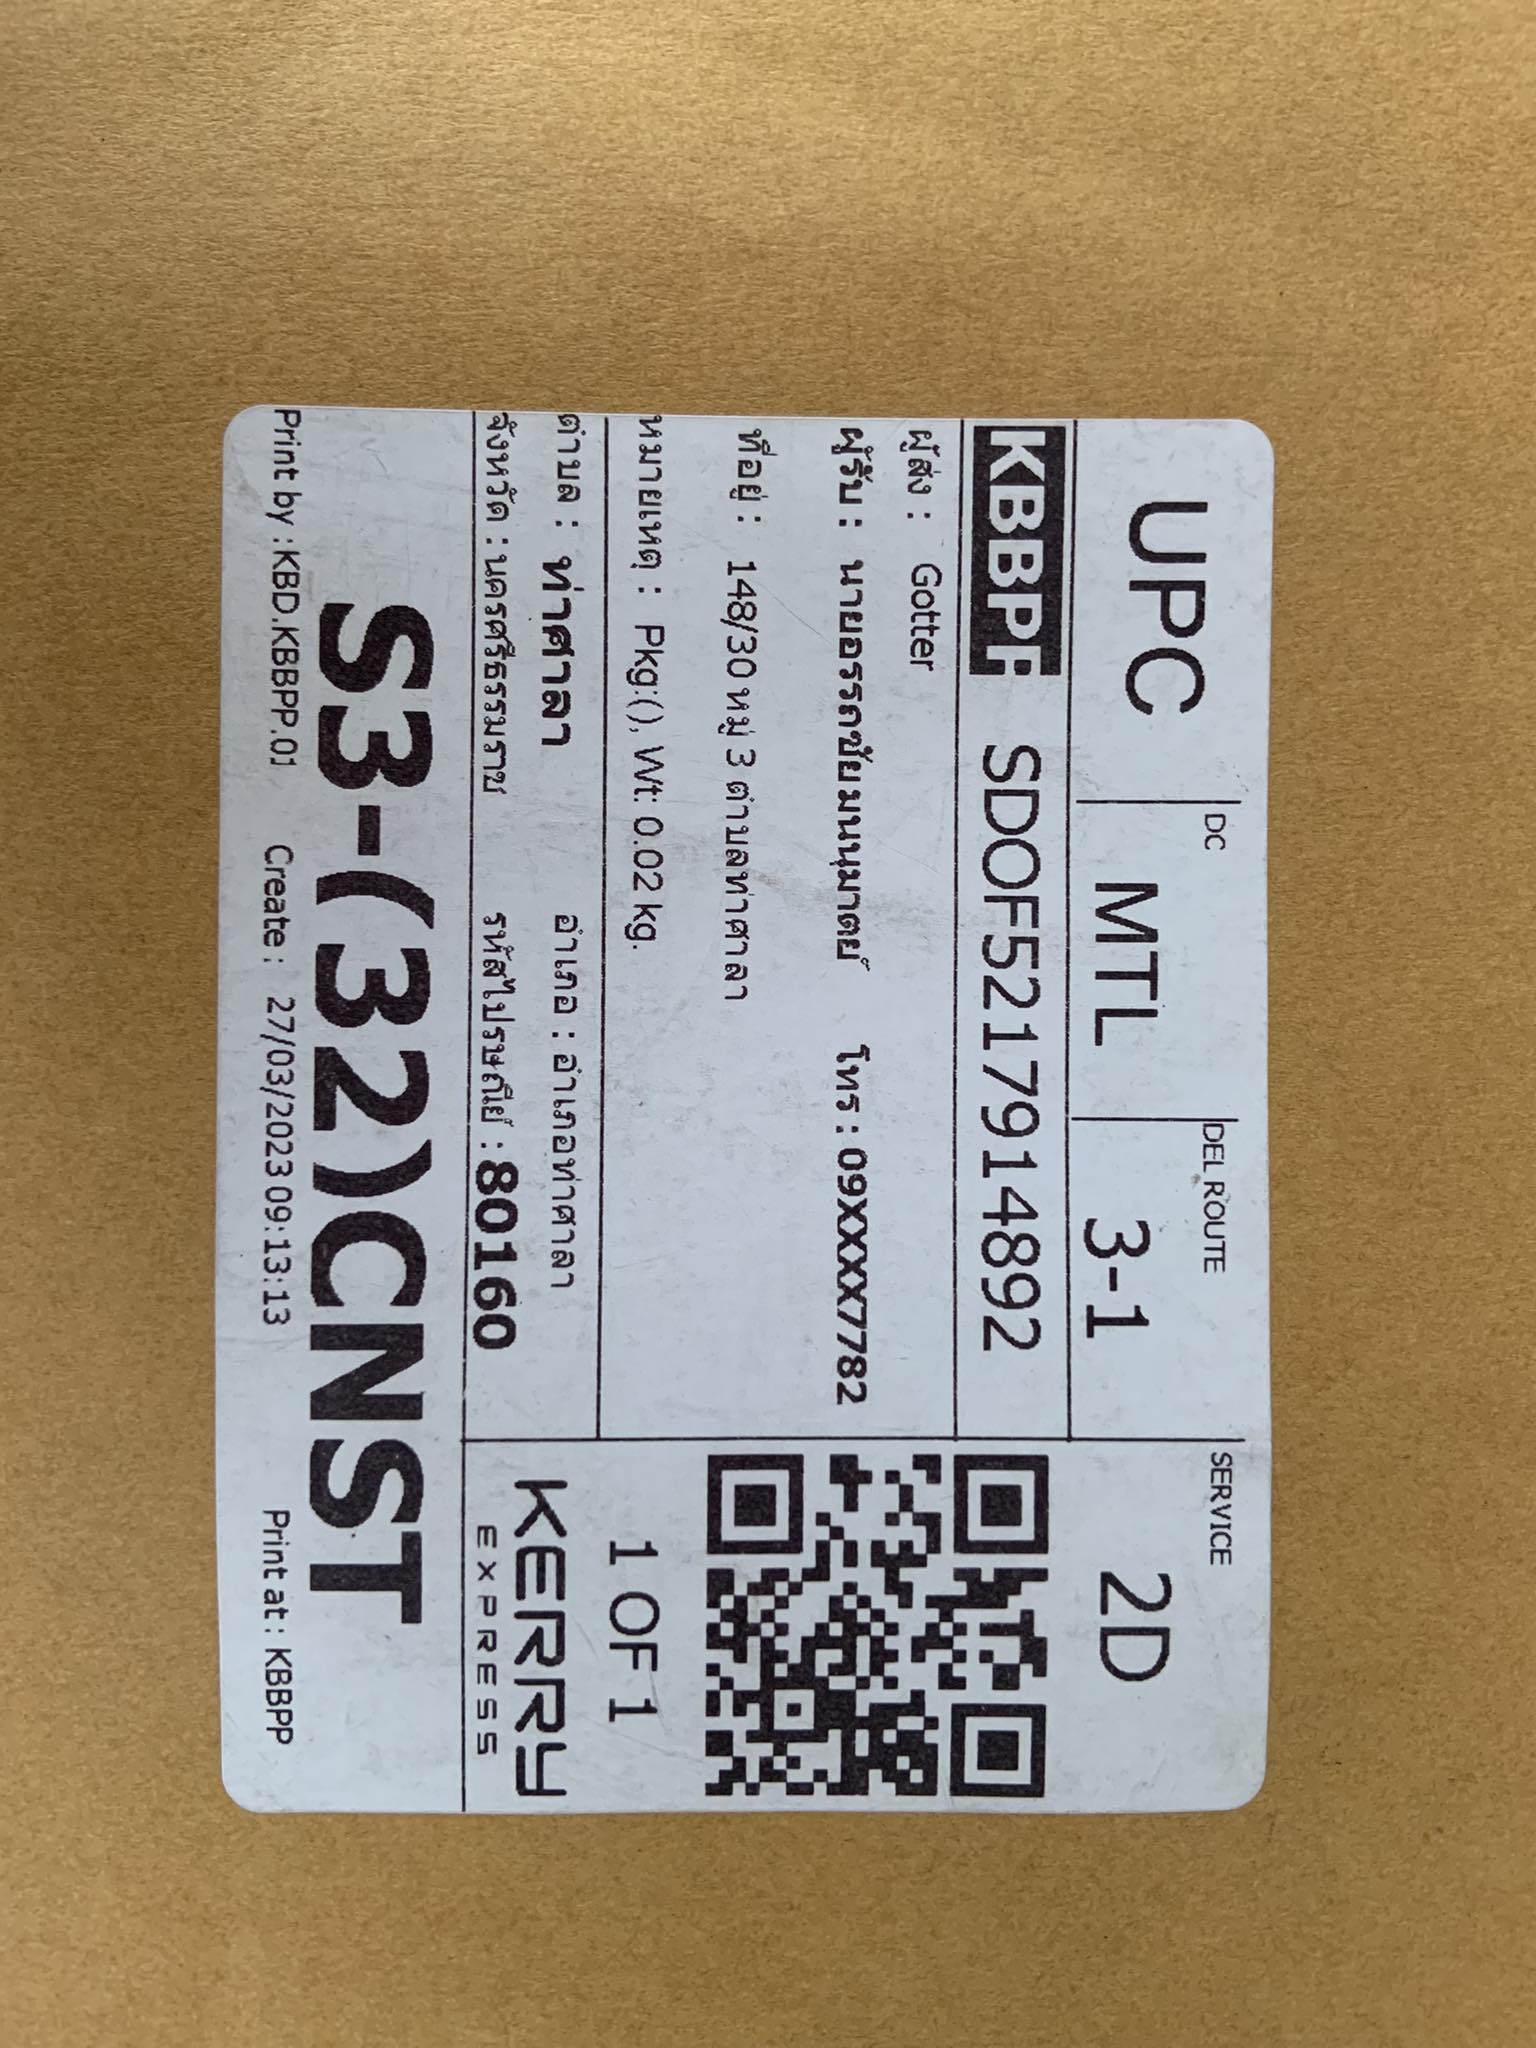 UPC DC MTL DEL ROUTE 3-1 SERVICE 2D
KBBPP SDOF5217914892
ผู้ส่ง : Gotter
ผู้รับ : นายอรรถชัยมนนุมาตย์ โทร : 09XXXX7782
ที่อยู่ : 148/30 หมู่ 3 ตำบลท่าศาลา
หมายเหตุ : Pkg:(), Wt: 0.02 kg.
1 OF 1
ตำบล : ท่าศาลา อำเภอ : อำเภอท่าศาลา
จังหวัด : นครศรีธรรมราช รหัสไปรษณีย์ : 80160
KERRY
EXPRESS
S3-(32)CNST
Print by :KBD.KBBPP.01 Create : 27/03/2023 09:13:13 Print at : KBBPP